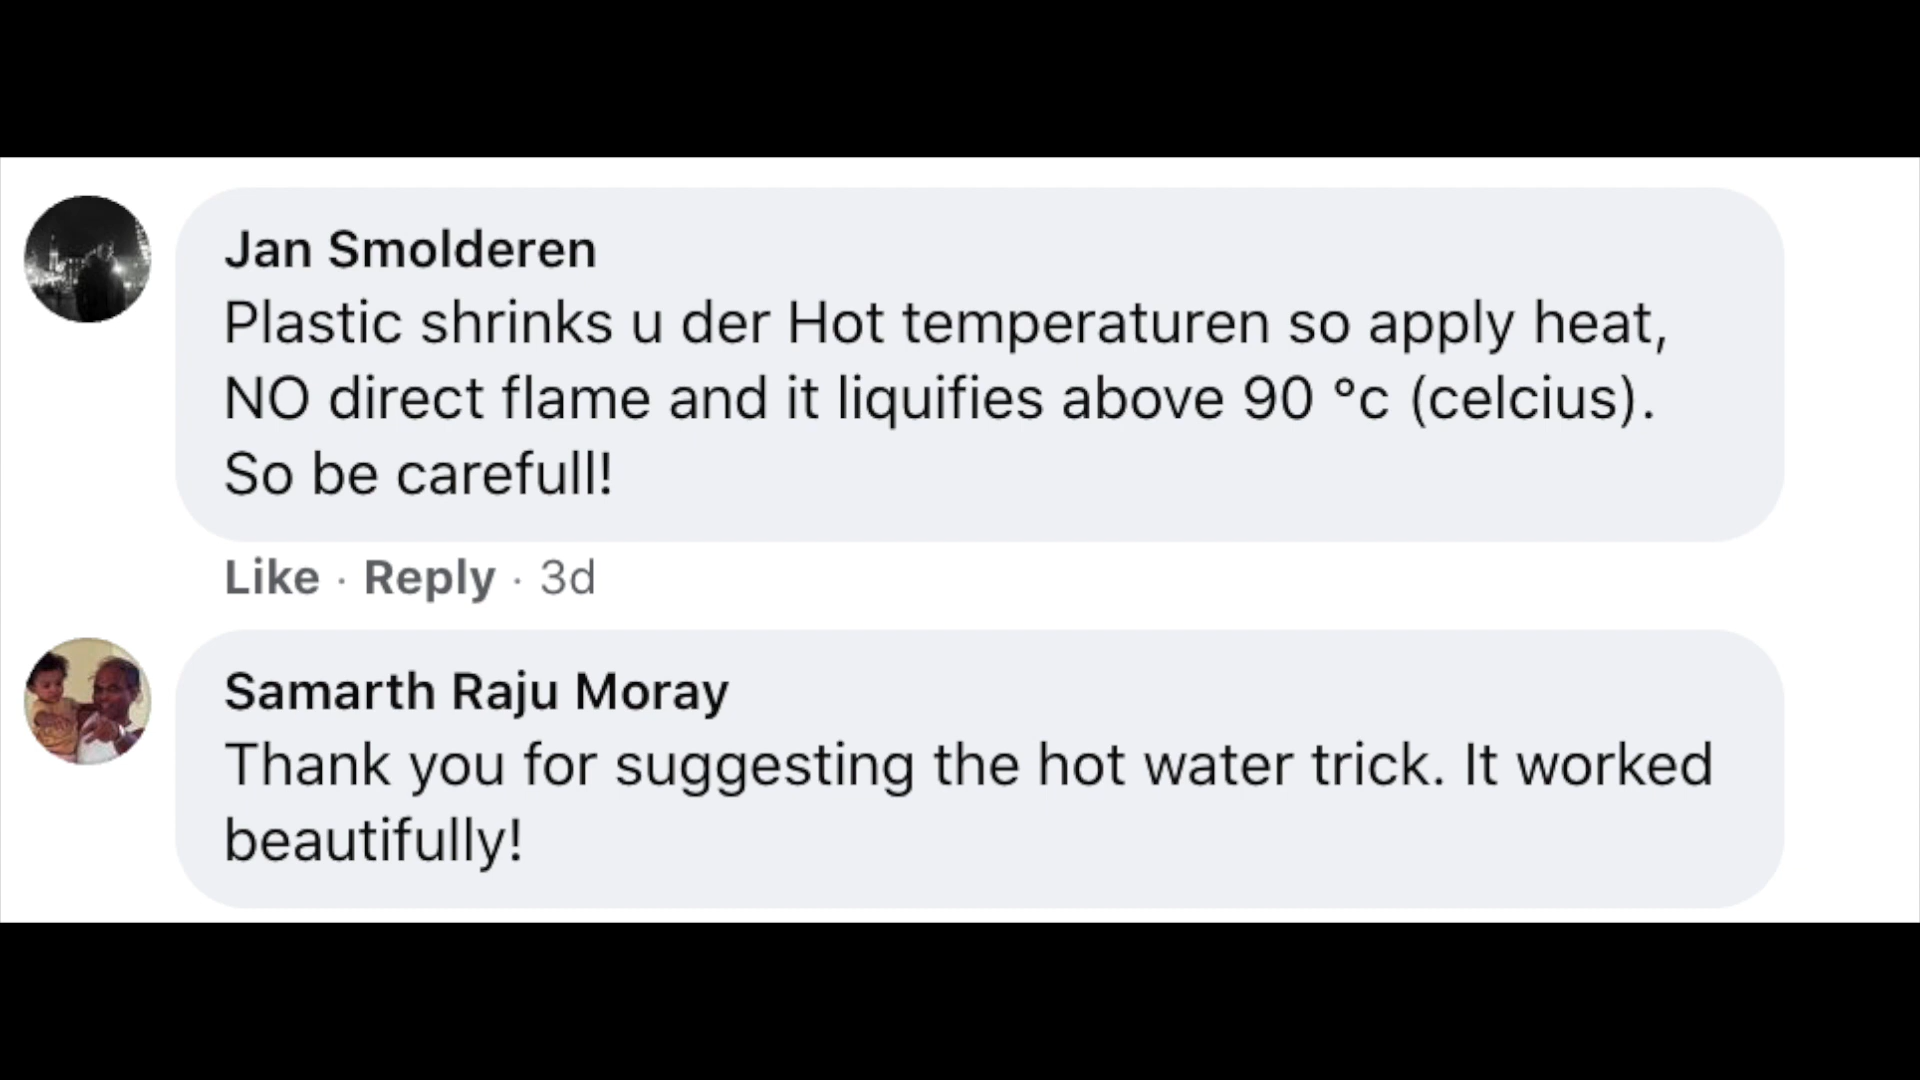 Jan Smolderen
Plastic shrinks u der Hot temperaturen so apply heat,
NO direct flame and it liquifies above 90 °c (celcius).
So be carefull!
Like · Reply · 3d
Samarth Raju Moray
Thank you for suggesting the hot water trick. It worked
beautifully!